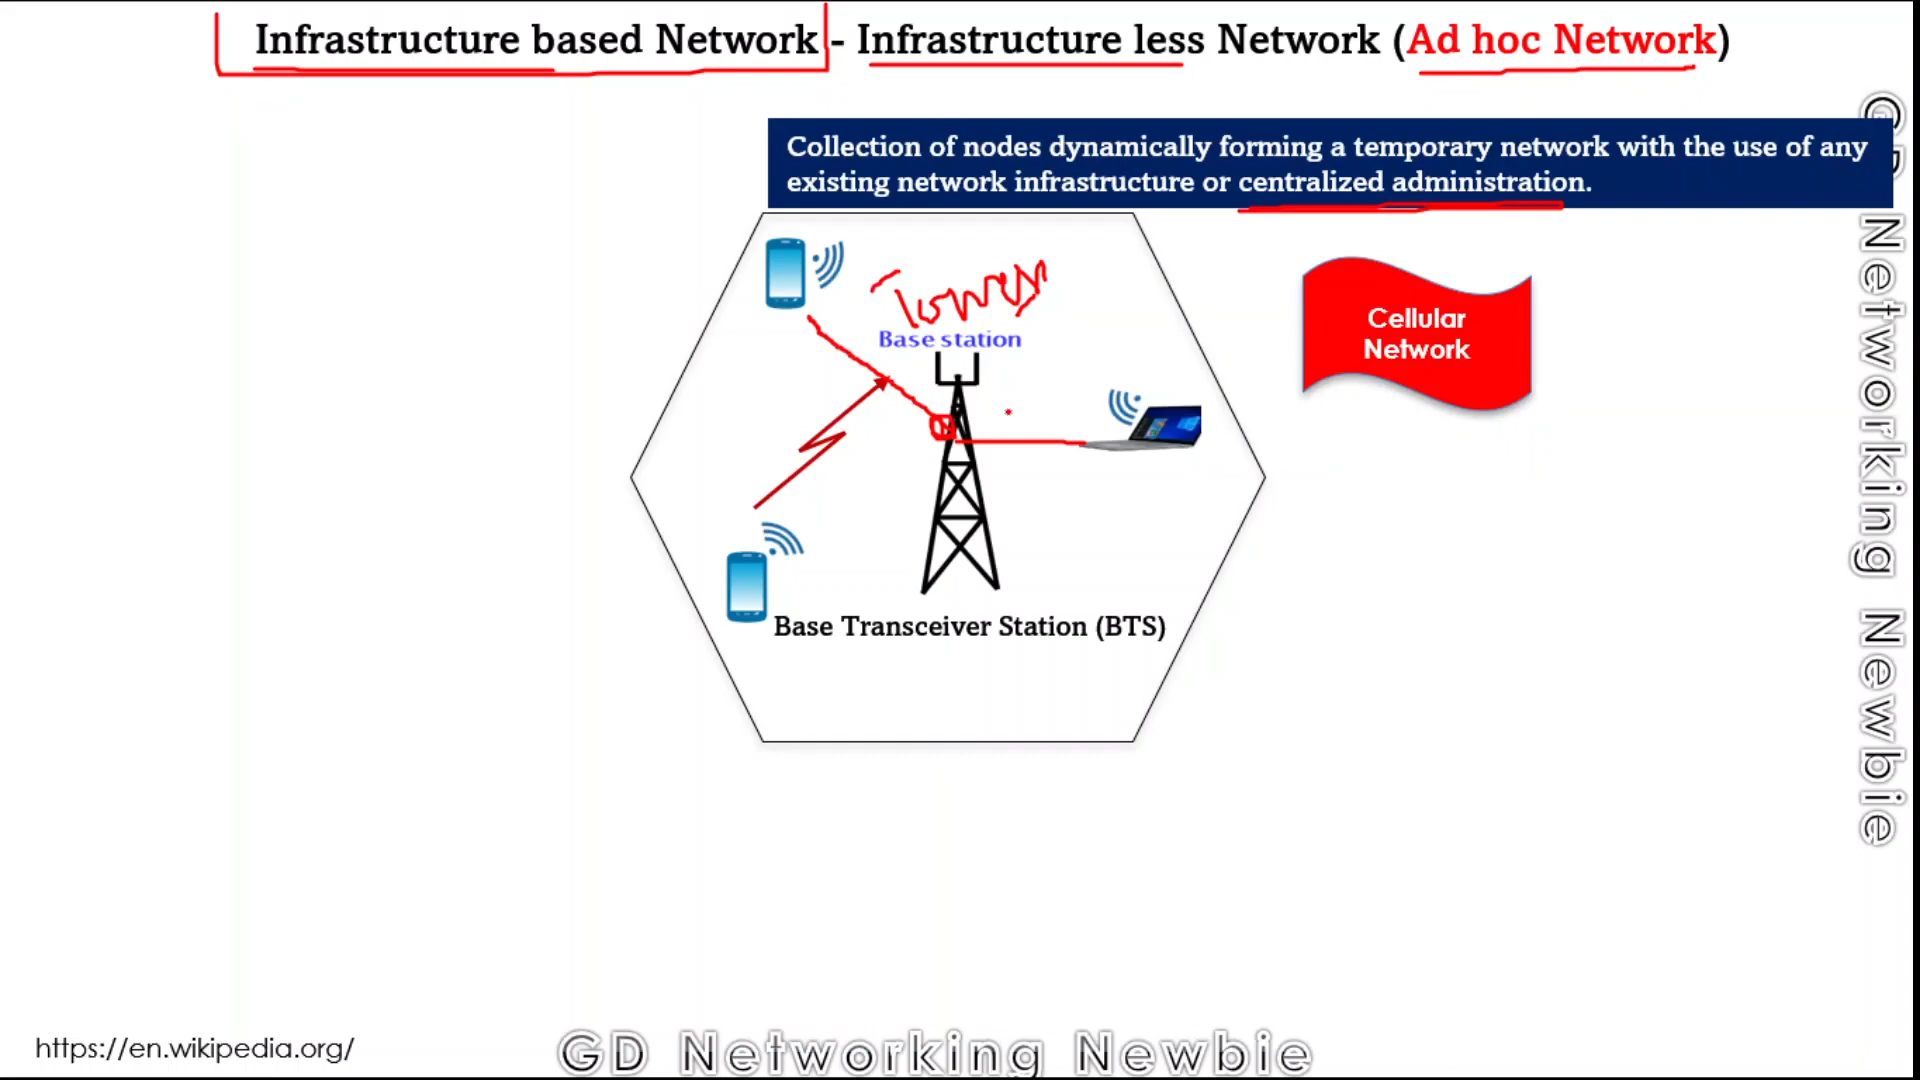 Infrastructure based Network - Infrastructure less Network (Ad hoc Network)
Collection of nodes dynamically forming a temporary network with the use of any
existing network infrastructure or centralized administration.
Tower
Base station
Cellular
Network
Base Transceiver Station (BTS)
GD Networking Newbie
https://en.wikipedia.org/
GD Networking Newbie